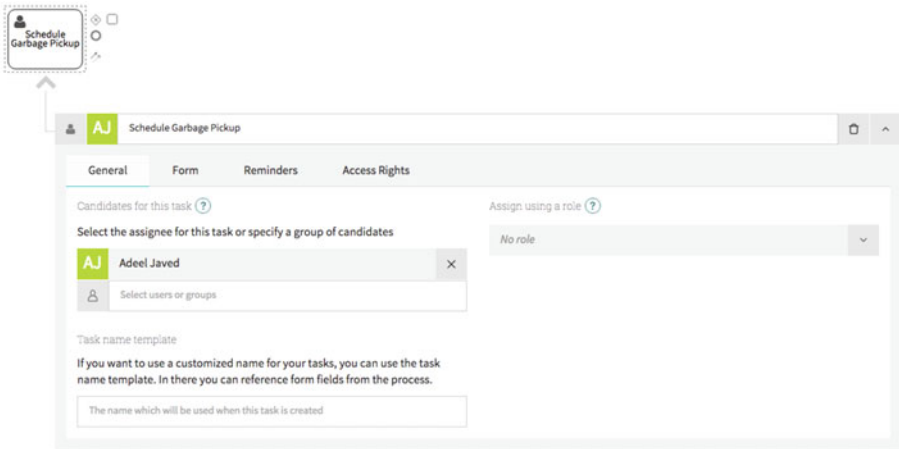 Schedule
Garbage Pickup
AJ Schedule Garbage Pickup
General Form Reminders Access Rights
Candidates for this task ?
Select the assignee for this task or specify a group of candidates
AJ Adeel Javed
Select users or groups
Task name template
If you want to use a customized name for your tasks, you can use the task
name template. In there you can reference form fields from the process.
The name which will be used when this task is created
Assign using a role ?
No role